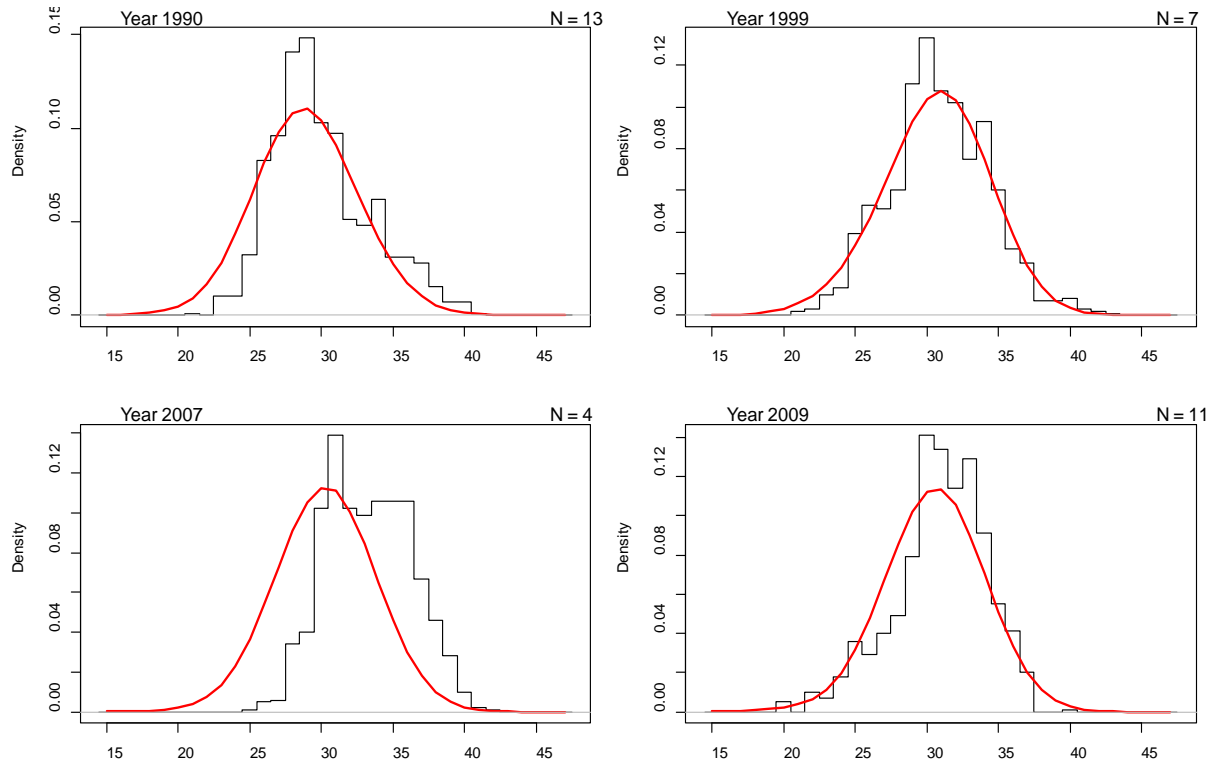 Year 1990 N = 13
Density
0.00 0.05 0.10 0.15
15 20 25 30 35 40 45
Year 1999 N = 7
Density
0.00 0.04 0.08 0.12
15 20 25 30 35 40 45
Year 2007 N = 4
Density
0.00 0.04 0.08 0.12
15 20 25 30 35 40 45
Year 2009 N = 11
Density
0.00 0.04 0.08 0.12
15 20 25 30 35 40 45